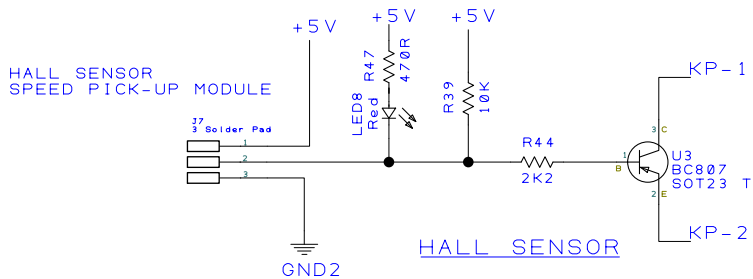 +5V
+5V
+5V
HALL SENSOR
SPEED PICK-UP MODULE
R47
470R
LED8
Red
R39
10K
KP-1
J7
3 Solder Pad
1
2
3
R44
2K2
3 C
1
B
U3
BC807
SOT23 T
2 E
KP-2
HALL SENSOR
GND2